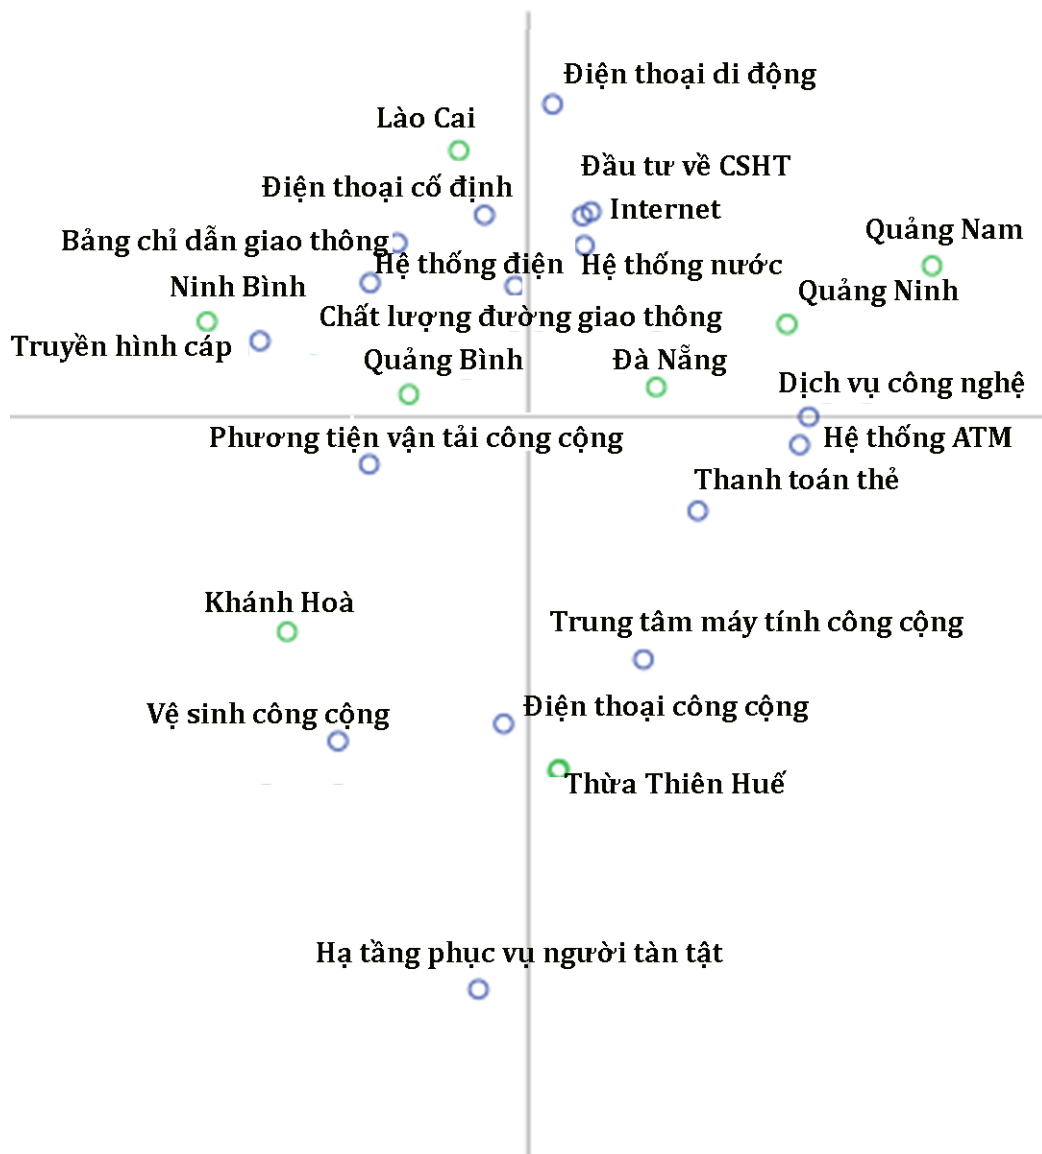 Điện thoại di động
Lào Cai
Đầu tư về CSHT
Điện thoại cố định
Internet
Quảng Nam
Bảng chỉ dẫn giao thông
Hệ thống điện
Hệ thống nước
Ninh Bình
Quảng Ninh
Chất lượng đường giao thông
Truyền hình cáp
Quảng Bình
Đà Nẵng
Dịch vụ công nghệ
Phương tiện vận tải công cộng
Hệ thống ATM
Thanh toán thẻ
Khánh Hoà
Trung tâm máy tính công cộng
Vệ sinh công cộng
Điện thoại công cộng
Thừa Thiên Huế
Hạ tầng phục vụ người tàn tật